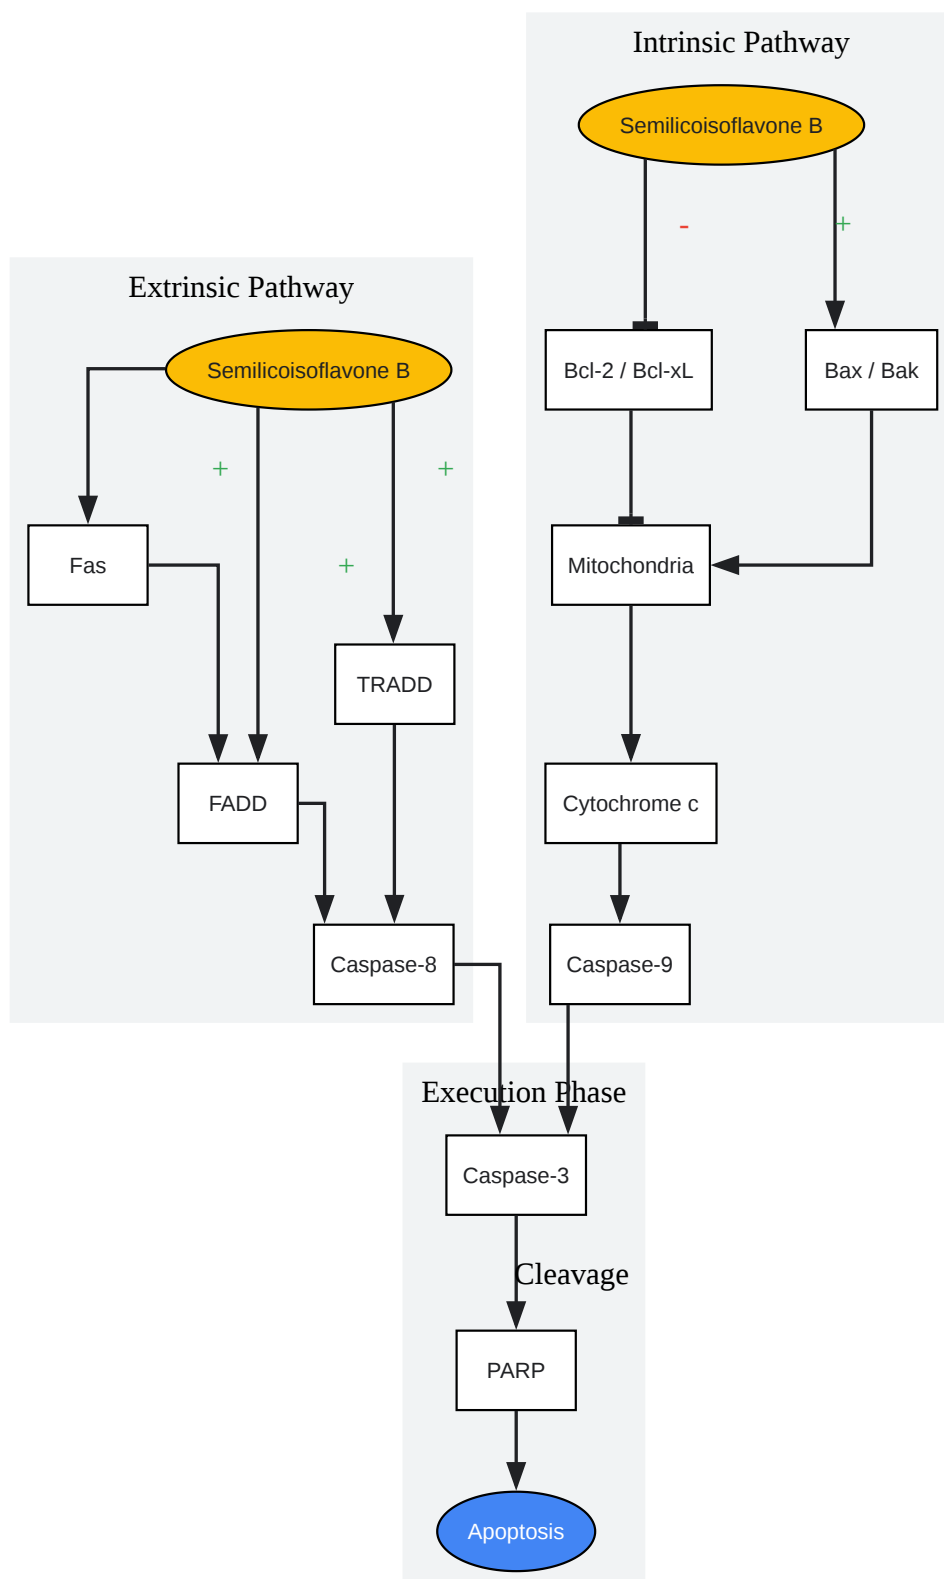 Intrinsic Pathway
Semilicoisoflavone B
-
+
Extrinsic Pathway
Semilicoisoflavone B
Bcl-2 / Bcl-xL
Bax / Bak
+
+
Fas
+
Mitochondria
TRADD
FADD
Cytochrome c
Caspase-8
Caspase-9
Execution Phase
Caspase-3
Cleavage
PARP
Apoptosis